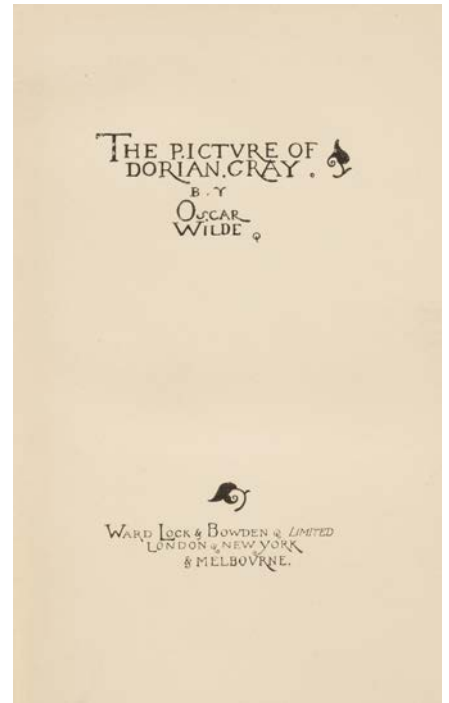 THE PICTVRE OF
DORIAN.GRAY.
B.Y
OSCAR
WILDE
WARD LOCK & BOWDEN LIMITED
LONDON NEW YORK
& MELBOVRNE.